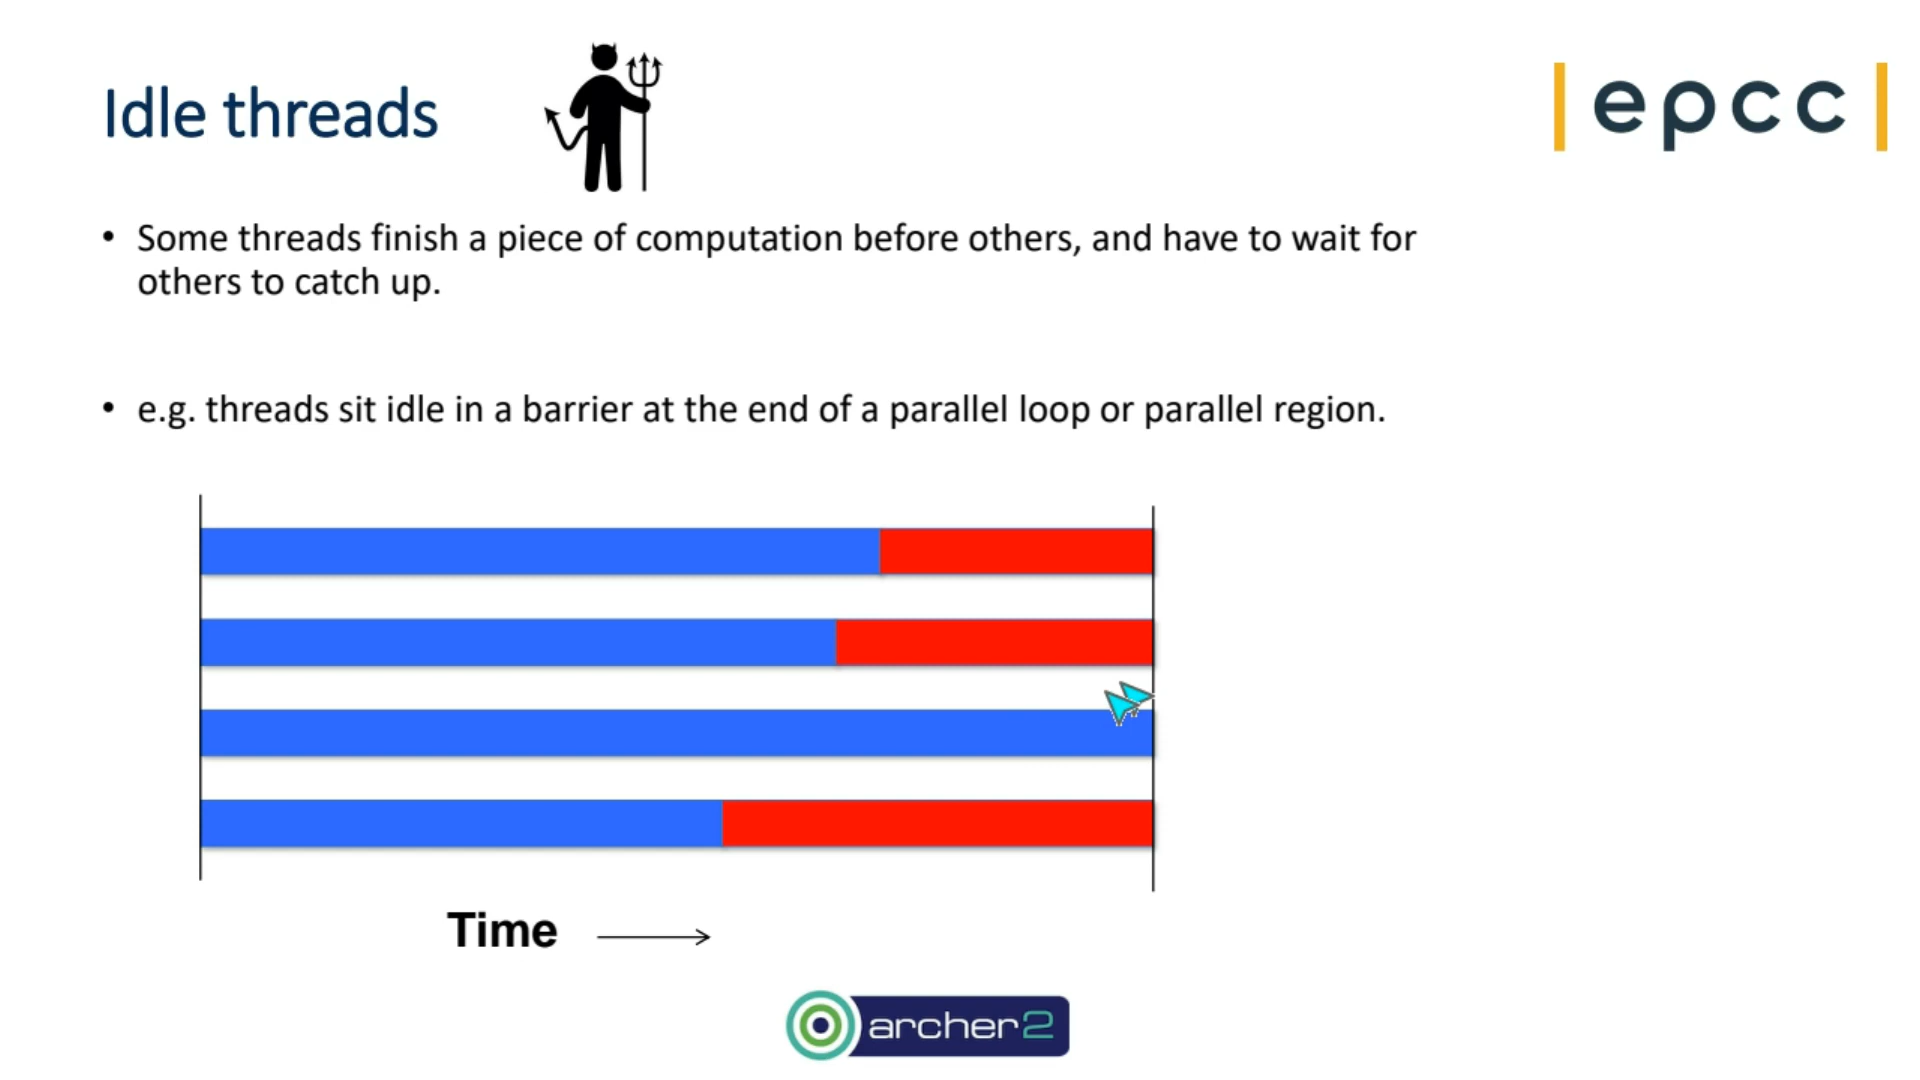 Idle threads
|epcc|
• Some threads finish a piece of computation before others, and have to wait for
others to catch up.
• e.g. threads sit idle in a barrier at the end of a parallel loop or parallel region.
Time
archer2